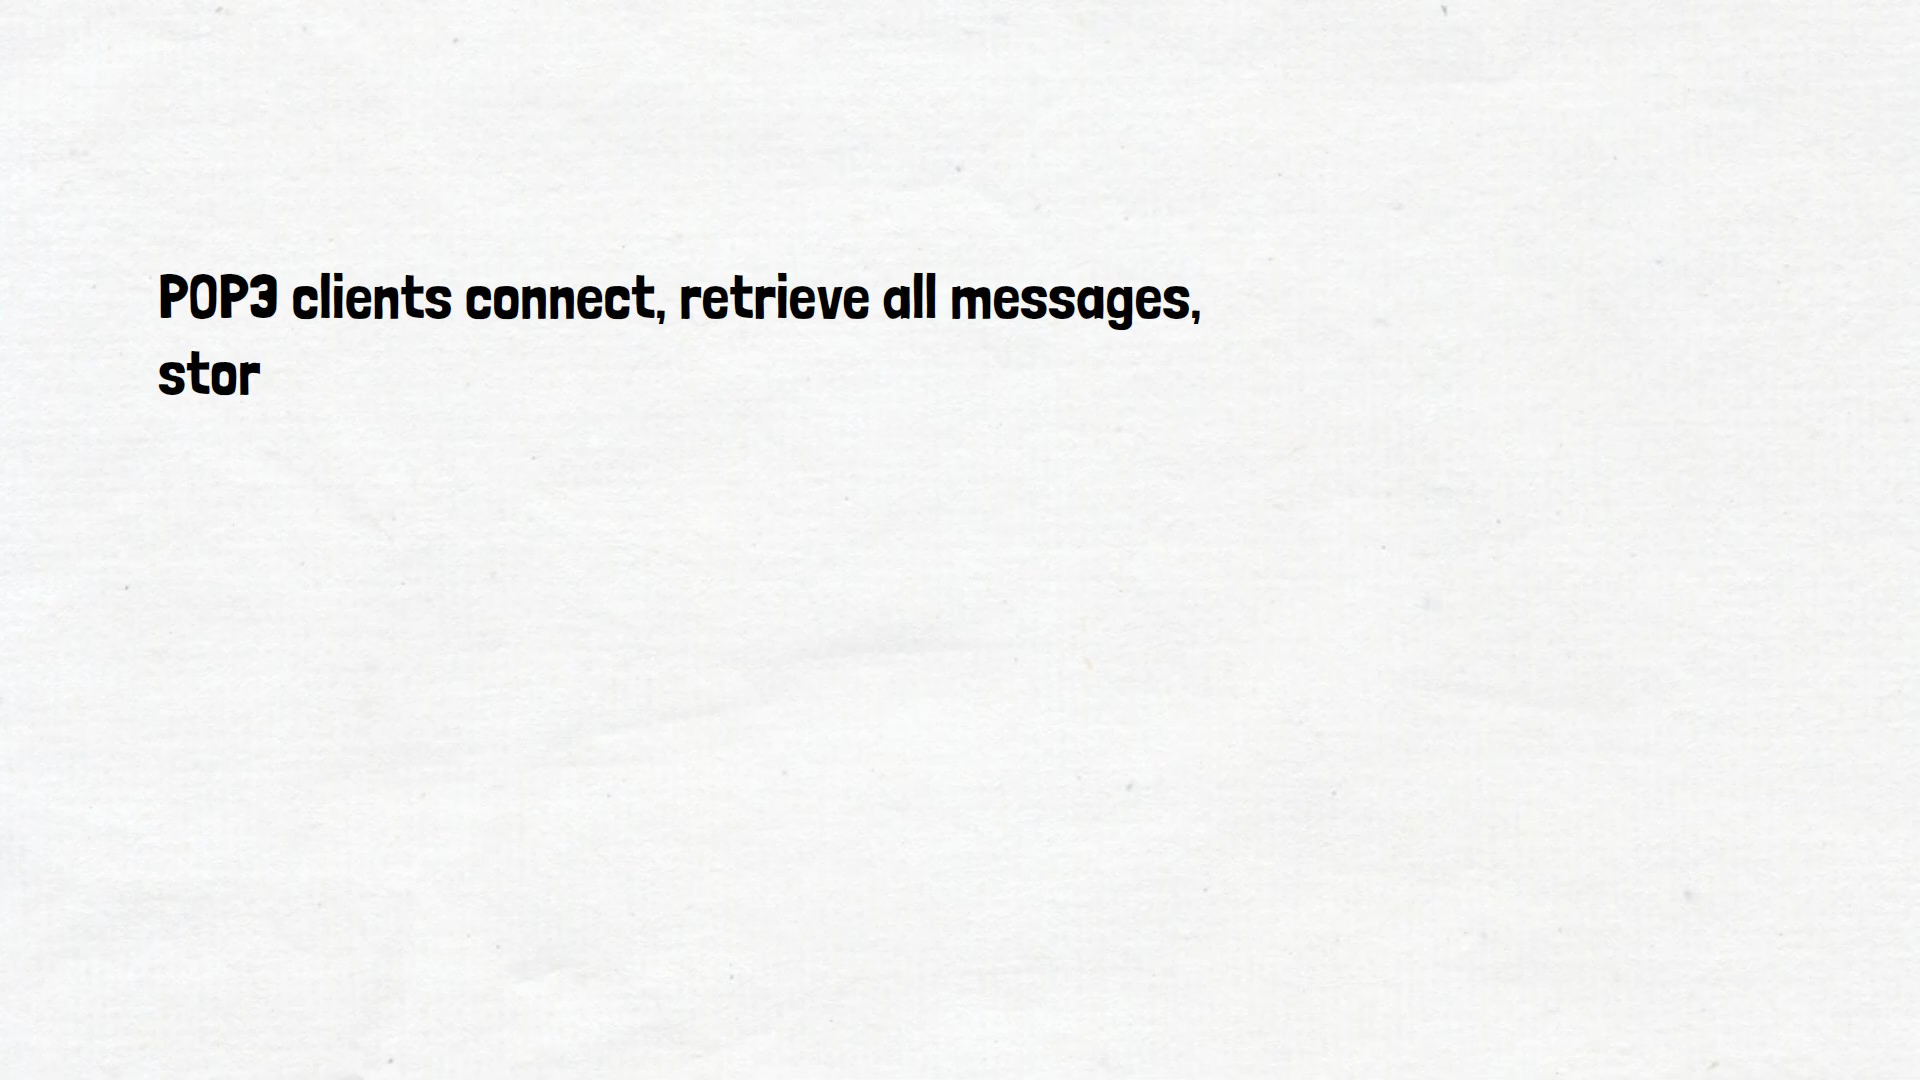 POP3 clients connect, retrieve all messages,
stor